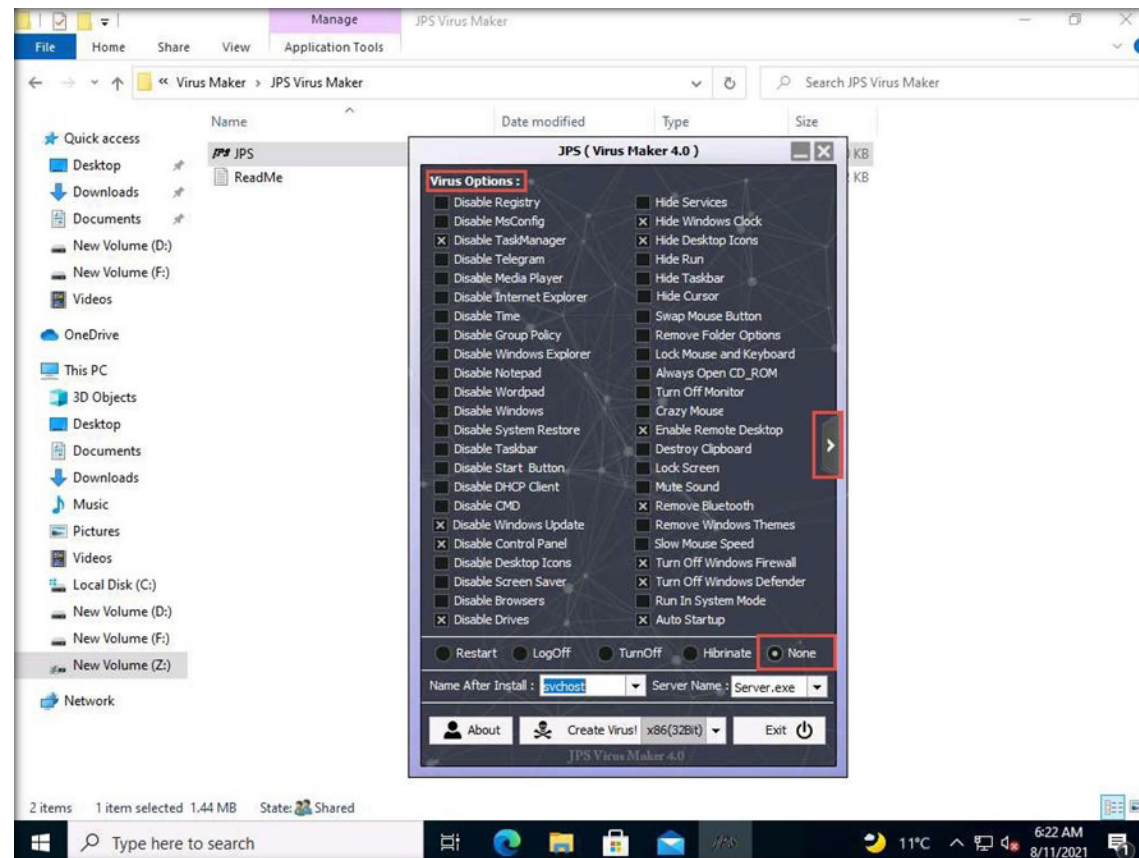 Manage
JPS Virus Maker
File Home Share View Application Tools
« Virus Maker > JPS Virus Maker
Search JPS Virus Maker
Name Date modified Type Size
Quick access
Desktop
Downloads
Documents
New Volume (D:)
New Volume (F:)
Videos
OneDrive
This PC
3D Objects
Desktop
Documents
Downloads
Music
Pictures
Videos
Local Disk (C:)
New Volume (D:)
New Volume (F:)
New Volume (Z:)
Network
JPS JPS
KB
ReadMe
KB
JPS ( Virus Maker 4.0 )
Virus Options :
Disable Registry
Disable MsConfig
Disable TaskManager
Disable Telegram
Disable Media Player
Disable Internet Explorer
Disable Time
Disable Group Policy
Disable Windows Explorer
Disable Notepad
Disable Wordpad
Disable Windows
Disable System Restore
Disable Taskbar
Disable Start Button
Disable DHCP Client
Disable CMD
Disable Windows Update
Disable Control Panel
Disable Desktop Icons
Disable Screen Saver
Disable Browsers
Disable Drives
Hide Services
Hide Windows Clock
Hide Desktop Icons
Hide Run
Hide Taskbar
Hide Cursor
Swap Mouse Button
Remove Folder Options
Lock Mouse and Keyboard
Always Open CD_ROM
Turn Off Monitor
Crazy Mouse
Enable Remote Desktop
Destroy Clipboard
Lock Screen
Mute Sound
Remove Bluetooth
Remove Windows Themes
Slow Mouse Speed
Turn Off Windows Firewall
Turn Off Windows Defender
Run In System Mode
Auto Startup
Restart LogOff TurnOff Hibrinate None
Name After Install : svchost Server Name : Server.exe
About Create Virus! x86(32Bit) Exit
JPS Virus Maker 4.0
2 items 1 item selected 1.44 MB State: Shared
Type here to search
JPS
11°C
6:22 AM
8/11/2021
1